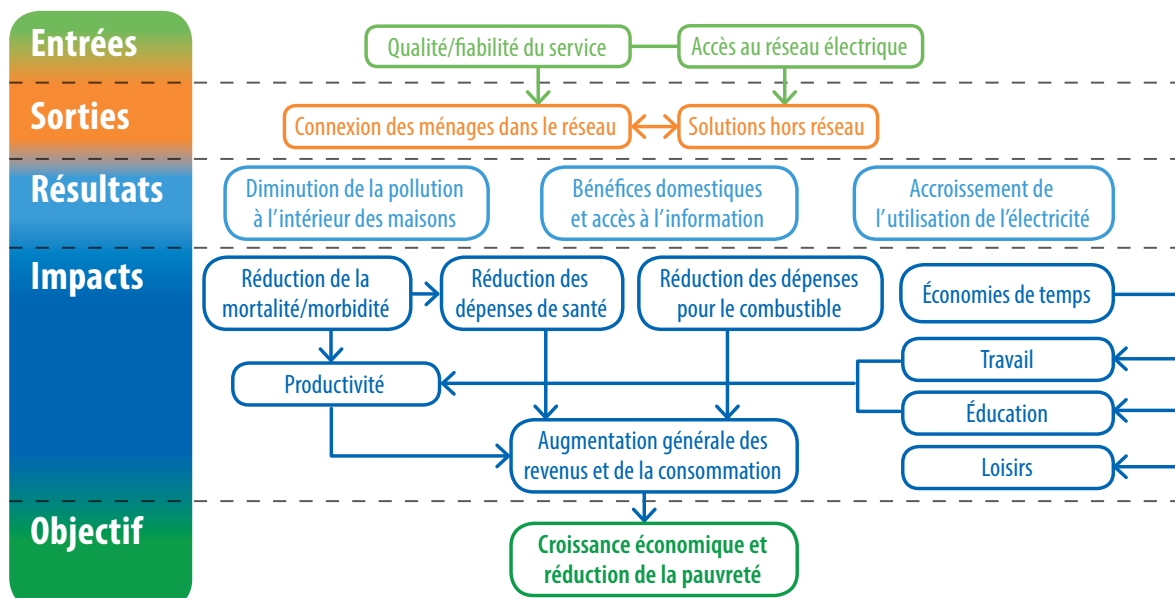 Entrées
Qualité/fiabilité du service
Accès au réseau électrique
Sorties
Connexion des ménages dans le réseau
Solutions hors réseau
Résultats
Diminution de la pollution
à l’intérieur des maisons
Bénéfices domestiques
et accès à l’information
Accroissement de
l’utilisation de l’électricité
Impacts
Réduction de la
mortalité/morbidité
Réduction des
dépenses de santé
Réduction des dépenses
pour le combustible
Économies de temps
Productivité
Travail
Éducation
Augmentation générale des
revenus et de la consommation
Loisirs
Objectif
Croissance économique et
réduction de la pauvreté